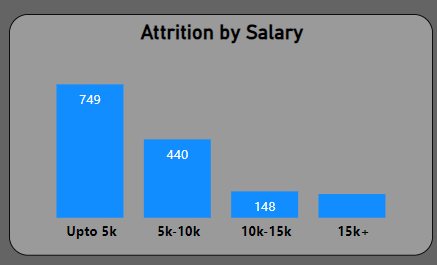 Attrition by Salary
749
440
148
Upto 5k 5k-10k 10k-15k 15k+